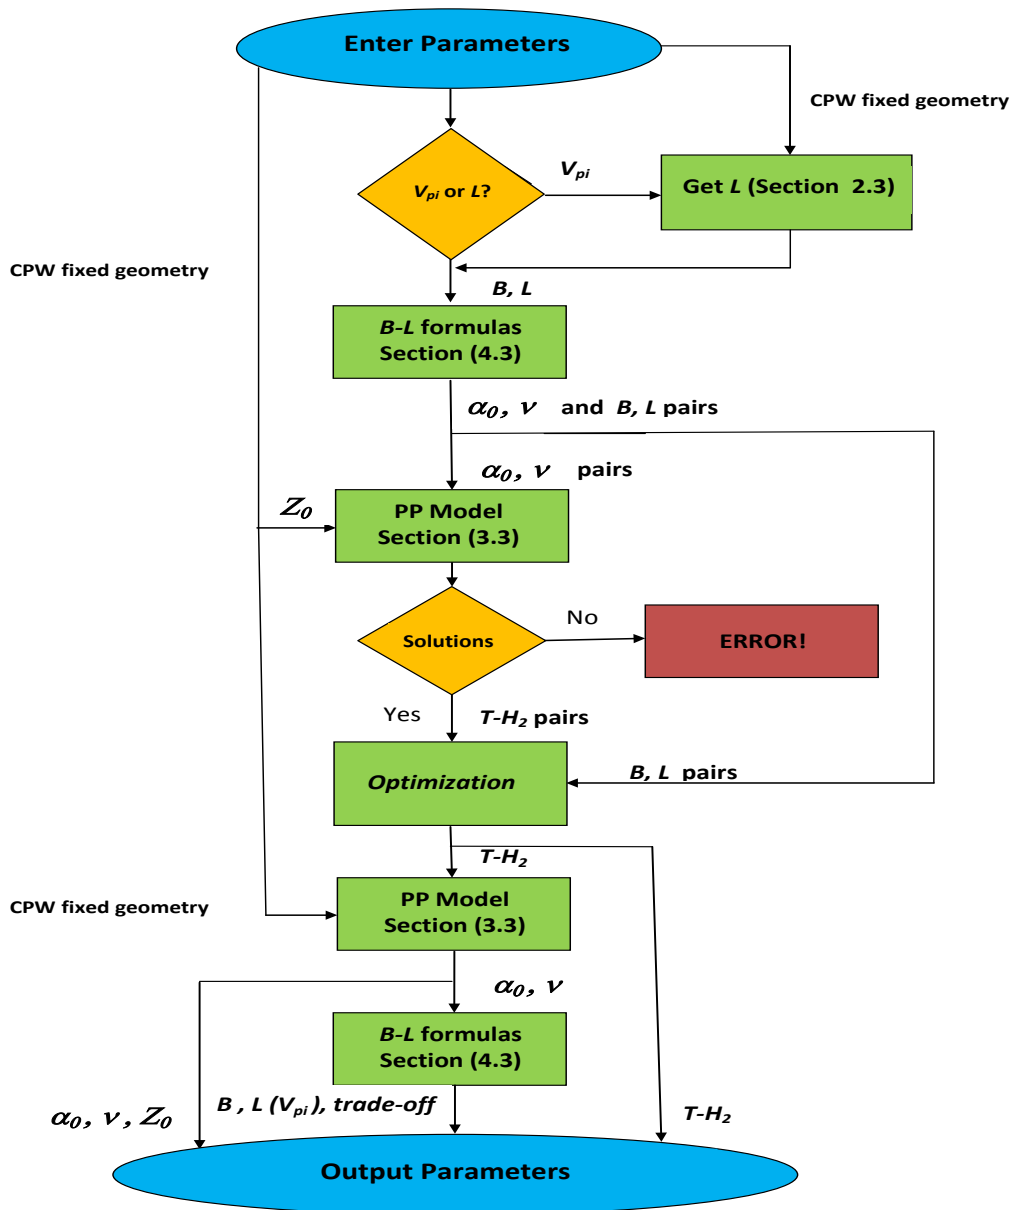 Enter Parameters
CPW fixed geometry
V_pi or L?
V_pi
Get L (Section 2.3)
CPW fixed geometry
B, L
B-L formulas
Section (4.3)
α₀, ν and B, L pairs
α₀, ν pairs
Z₀
PP Model
Section (3.3)
Solutions
No
ERROR!
Yes
T-H₂ pairs
Optimization
B, L pairs
T-H₂
CPW fixed geometry
PP Model
Section (3.3)
α₀, ν
B-L formulas
Section (4.3)
α₀, ν, Z₀
B , L (V_pi), trade-off
T-H₂
Output Parameters